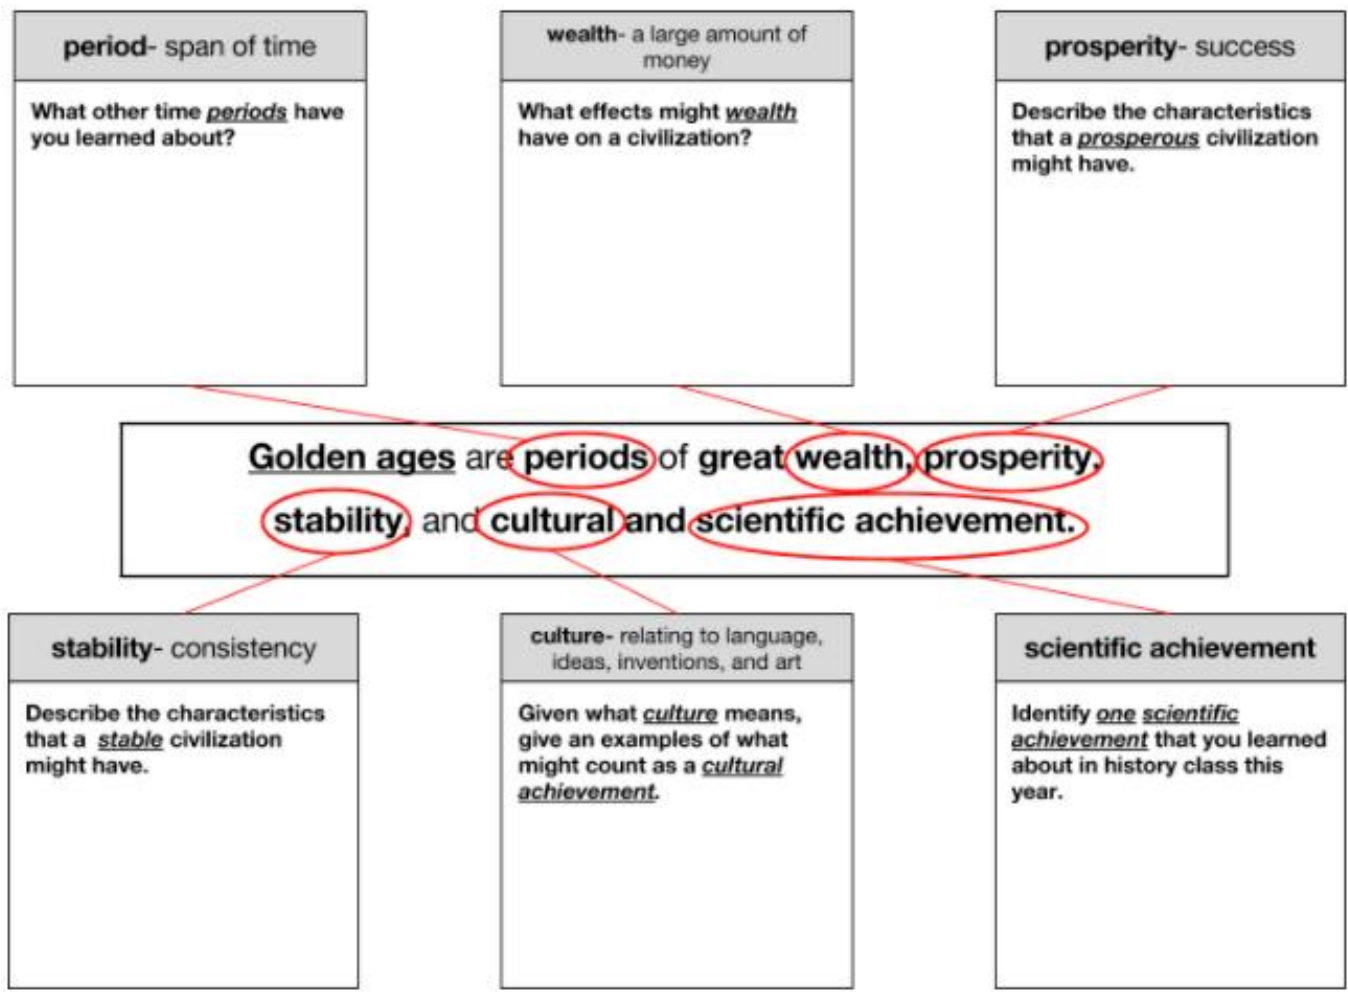 period- span of time
What other time periods have
you learned about?
wealth- a large amount of
money
What effects might wealth
have on a civilization?
prosperity- success
Describe the characteristics
that a prosperous civilization
might have.
Golden ages are periods of great wealth, prosperity,
stability, and cultural and scientific achievement.
stability- consistency
Describe the characteristics
that a stable civilization
might have.
culture- relating to language,
ideas, inventions, and art
Given what culture means,
give an examples of what
might count as a cultural
achievement.
scientific achievement
Identify one scientific
achievement that you learned
about in history class this
year.